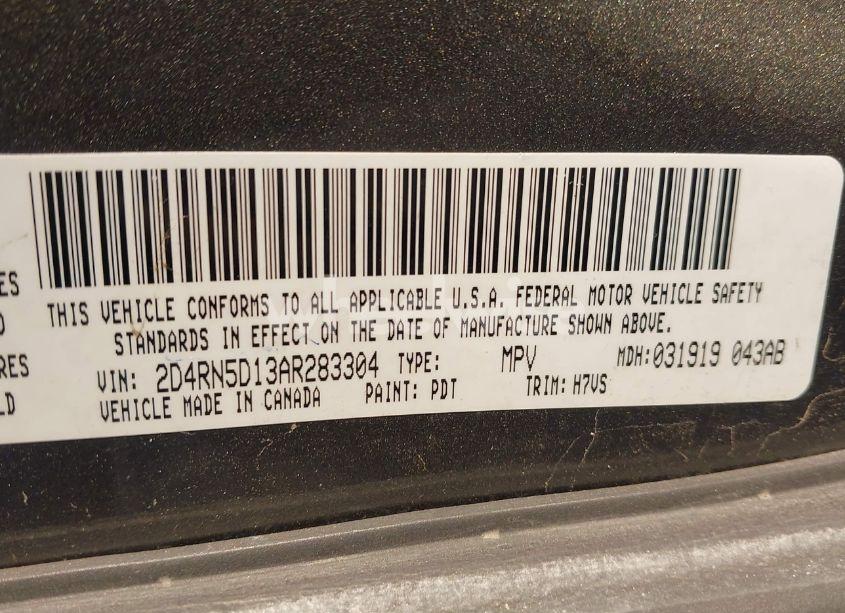 ES
THIS VEHICLE CONFORMS TO ALL APPLICABLE U.S.A. FEDERAL MOTOR VEHICLE SAFETY
STANDARDS IN EFFECT ON THE DATE OF MANUFACTURE SHOWN ABOVE.
RES
VIN: 2D4RN5D13AR283304 TYPE: MPV MDH:031919 043AB
LD
VEHICLE MADE IN CANADA PAINT: PDT TRIM: H7VS